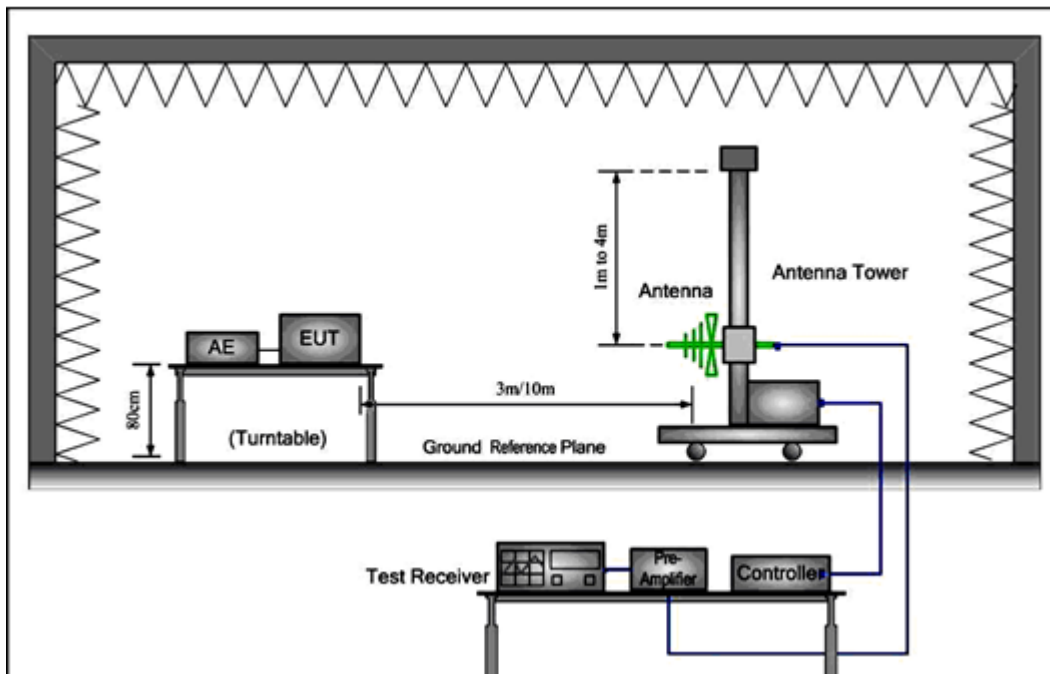 1m to 4m
Antenna Tower
Antenna
AE
EUT
80cm
3m/10m
(Turntable)
Ground Reference Plane
Test Receiver
Pre-
Amplifier
Controller